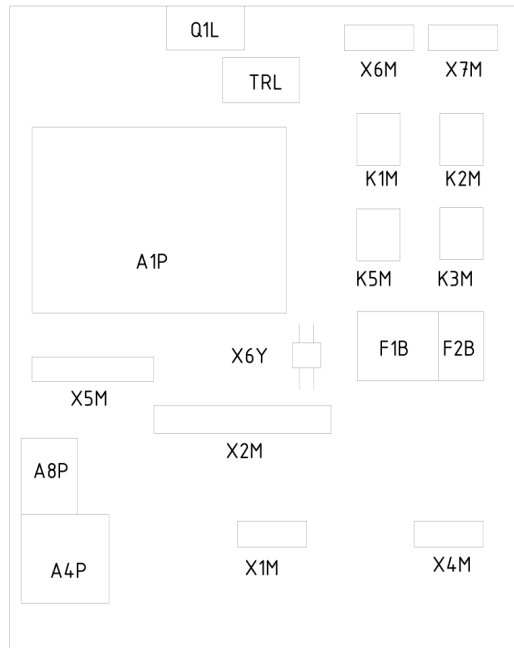 Q1L
X6M
X7M
TRL
K1M
K2M
A1P
K5M
K3M
X6Y
F1B
F2B
X5M
X2M
A8P
A4P
X1M
X4M